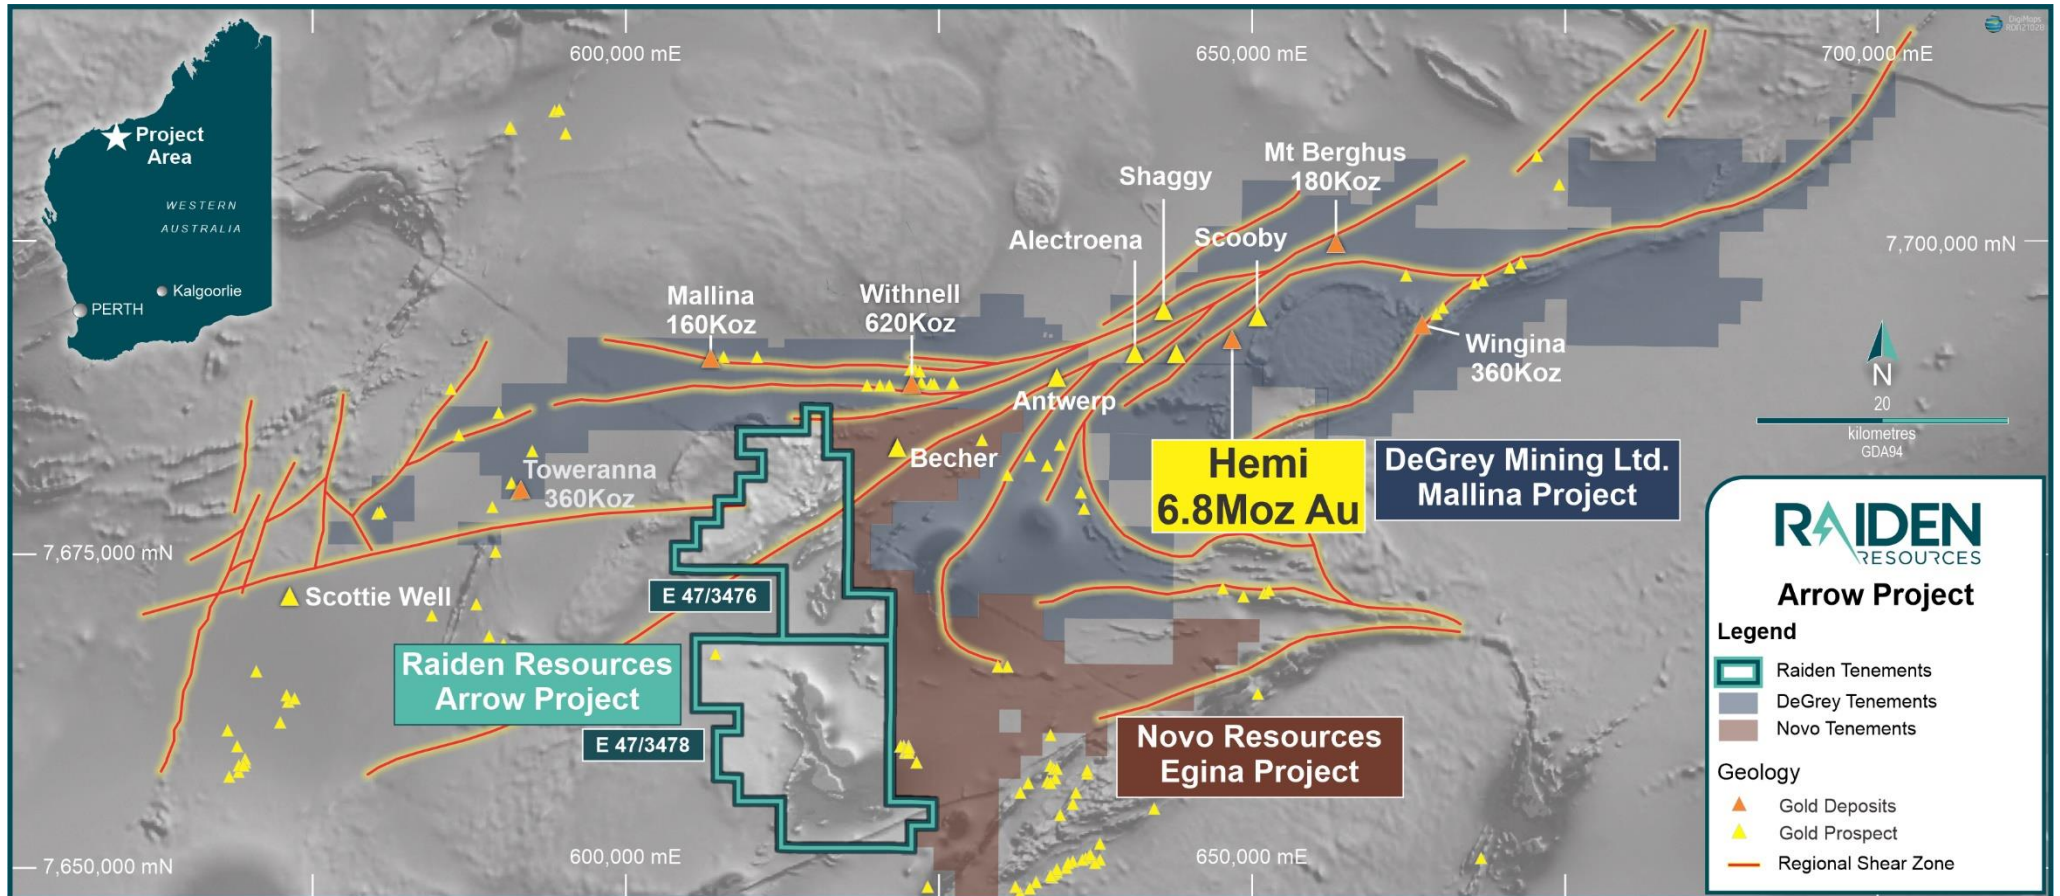 600,000 mE
650,000 mE
700,000 mE
DigiMaps
RDN21028
Project
Area
WESTERN
AUSTRALIA
Kalgoorlie
PERTH
Mt Berghus
180Koz
Shaggy
Alectroena
Scooby
7,700,000 mN
Mallina
160Koz
Withnell
620Koz
Wingina
360Koz
N
20
kilometres
GDA94
Antwerp
Becher
Hemi
6.8Moz Au
DeGrey Mining Ltd.
Mallina Project
Toweranna
360Koz
7,675,000 mN
Scottie Well
E 47/3476
Raiden Resources
Arrow Project
E 47/3478
Novo Resources
Egina Project
RAIDEN
RESOURCES
Arrow Project
Legend
Raiden Tenements
DeGrey Tenements
Novo Tenements
Geology
Gold Deposits
Gold Prospect
Regional Shear Zone
7,650,000 mN
600,000 mE
650,000 mE